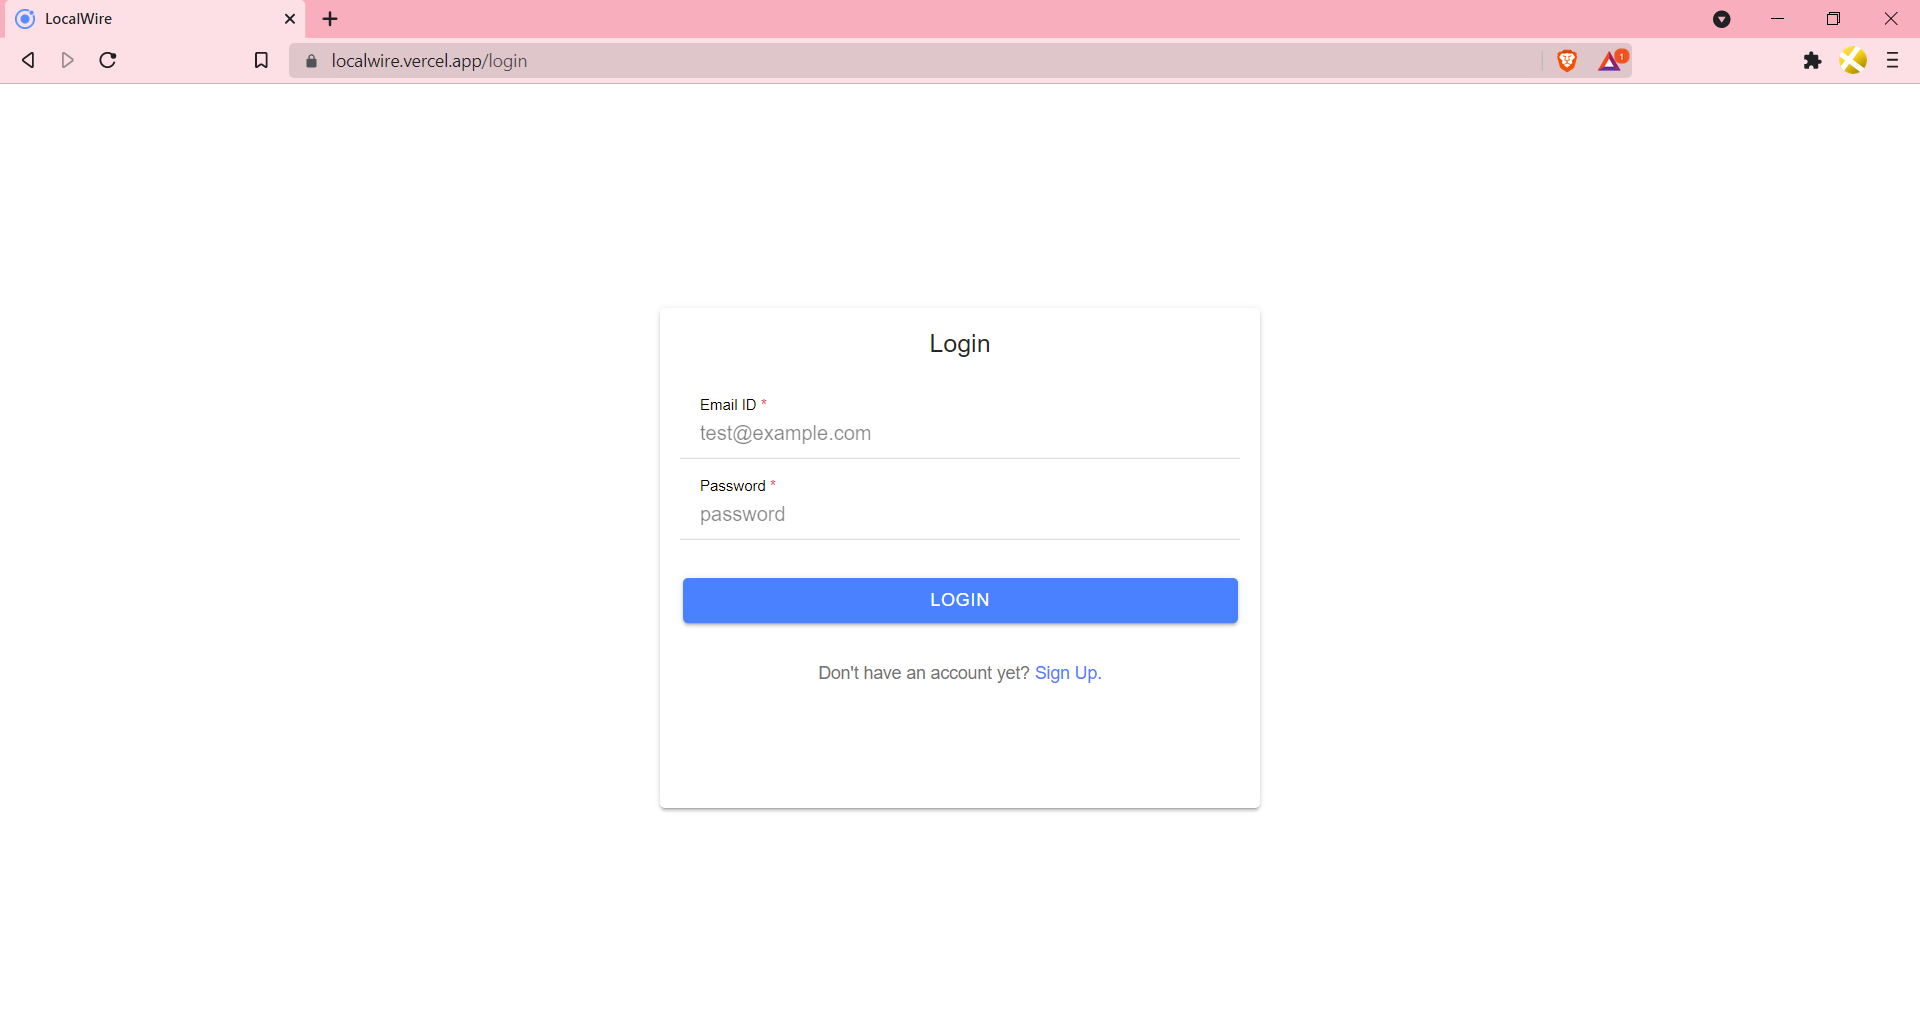 LocalWire
localwire.vercel.app/login
1
Login
Email ID *
test@example.com
Password *
password
LOGIN
Don't have an account yet? Sign Up.